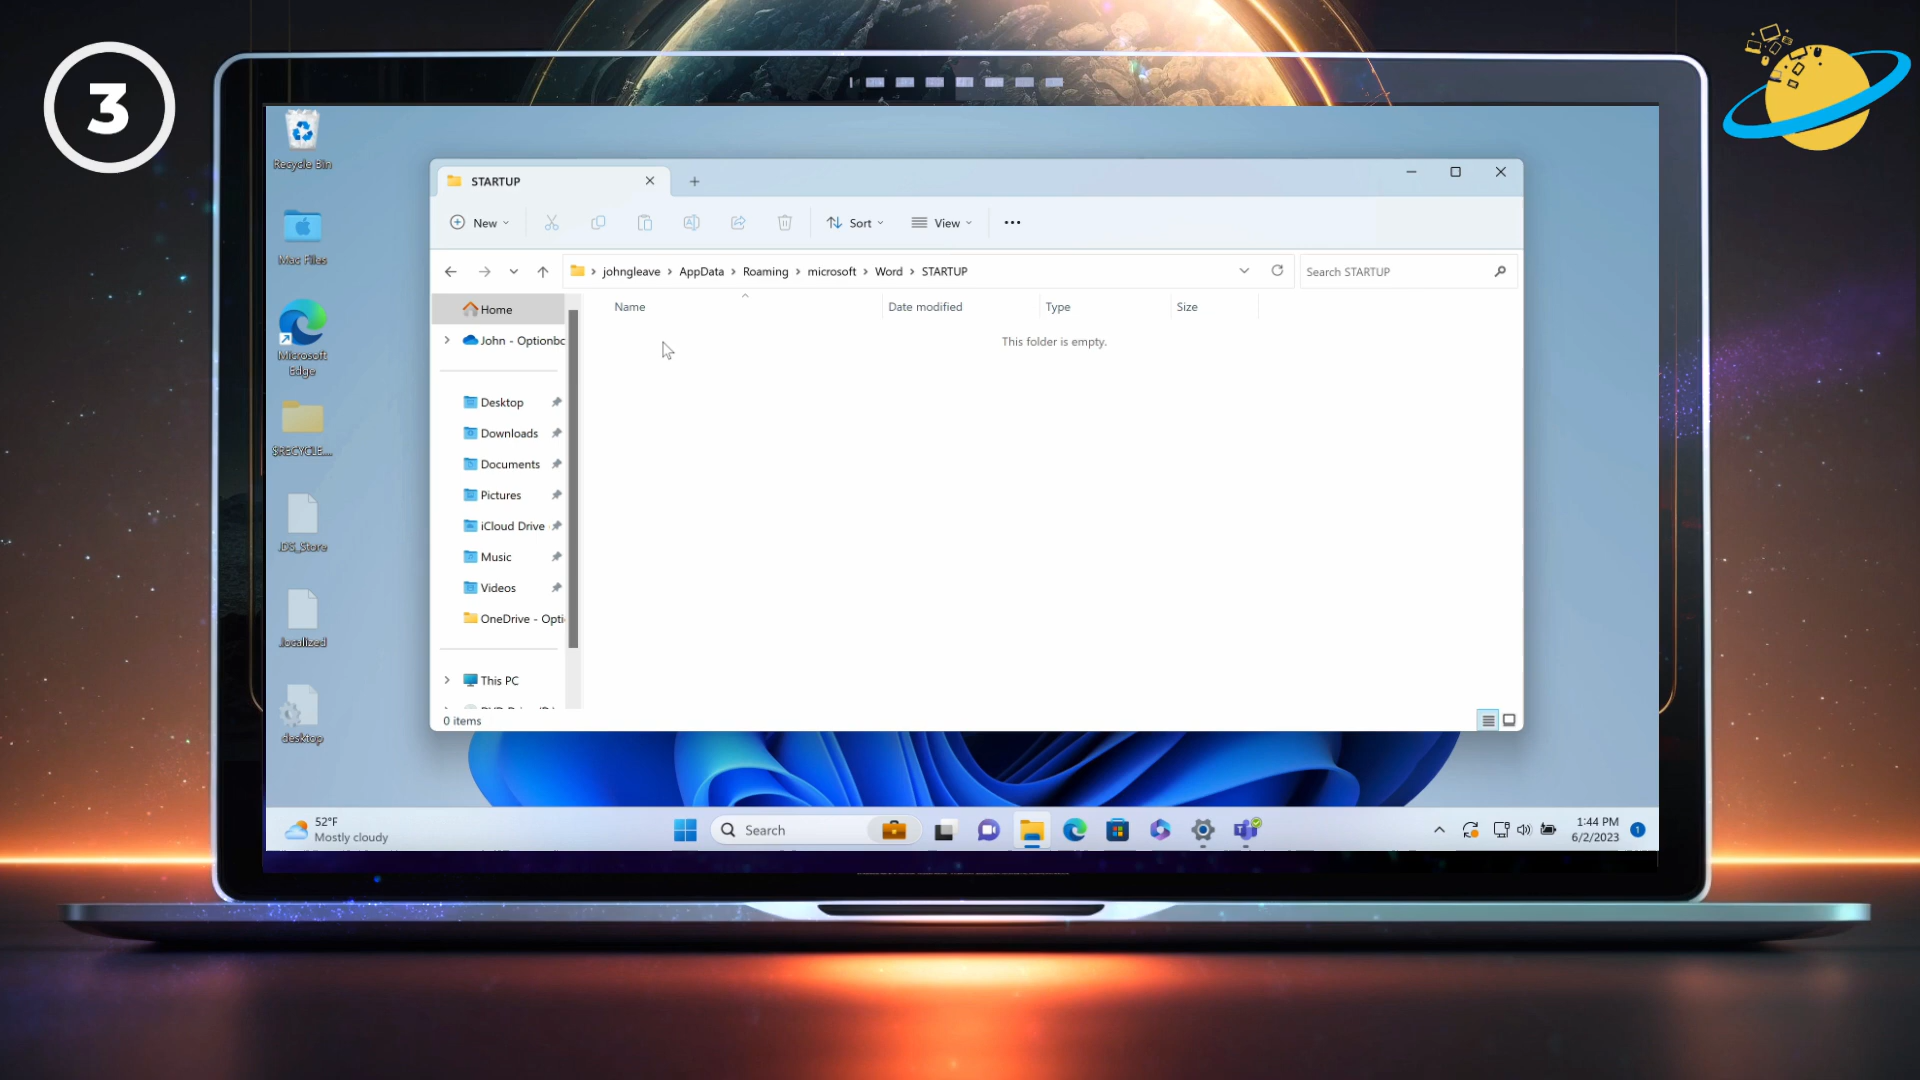 3
Recycle Bin
Mac Files
Microsoft
Edge
$RECYCLE....
.DS_Store
.localized
desktop
STARTUP
New
Sort
View
johngleave > AppData > Roaming > microsoft > Word > STARTUP
Search STARTUP
Name
Date modified
Type
Size
This folder is empty.
Home
John - Optionbo
Desktop
Downloads
Documents
Pictures
iCloud Drive
Music
Videos
OneDrive - Opti
This PC
0 items
52°F
Mostly cloudy
Search
1:44 PM
6/2/2023
1